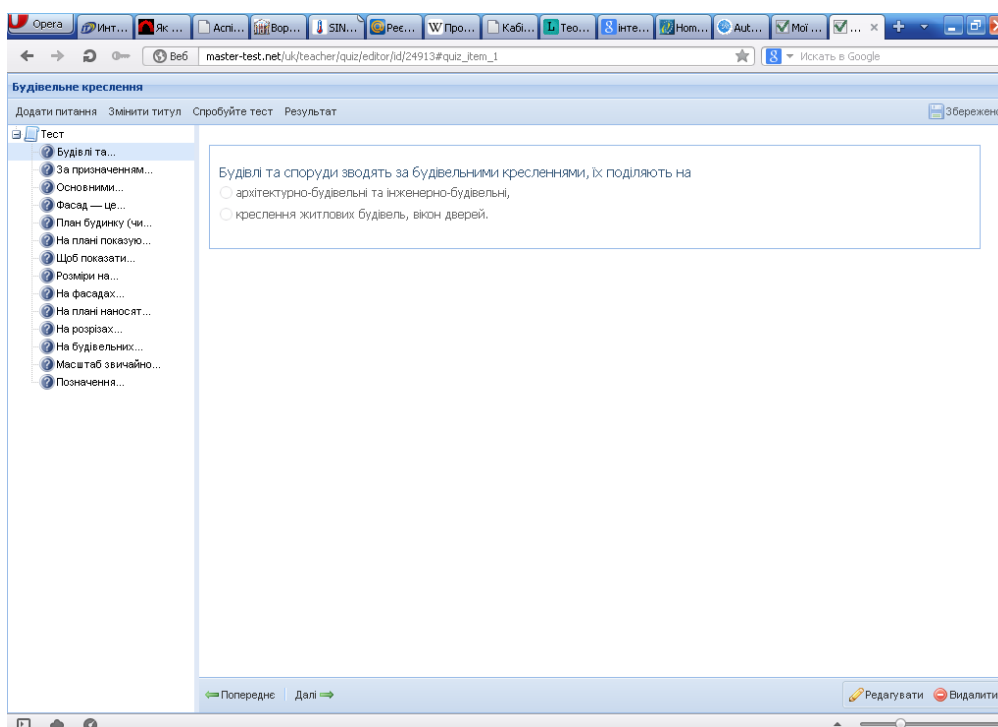 Opera Инт... Як ... Аспі... Вор... SIN... Рее... Про... Кабі... Тео... інте... Hom... Aut... Мої ... ...
Веб master-test.net/uk/teacher/quiz/editor/id/24913#quiz_item_1 Искать в Google
Будівельне креслення
Додати питання Змінити титул Спробуйте тест Результат Збережено
Тест
Будівлі та...
За призначенням...
Основними...
Фасад — це...
План будинку (чи...
На плані показую...
Щоб показати...
Розміри на...
На фасадах...
На плані наносят...
На розрізах...
На будівельних...
Масштаб звичайно...
Позначення...
Будівлі та споруди зводять за будівельними кресленнями, їх поділяють на
архітектурно-будівельні та інженерно-будівельні,
креслення житлових будівель, вікон дверей.
Попереднє Далі Редагувати Видалити